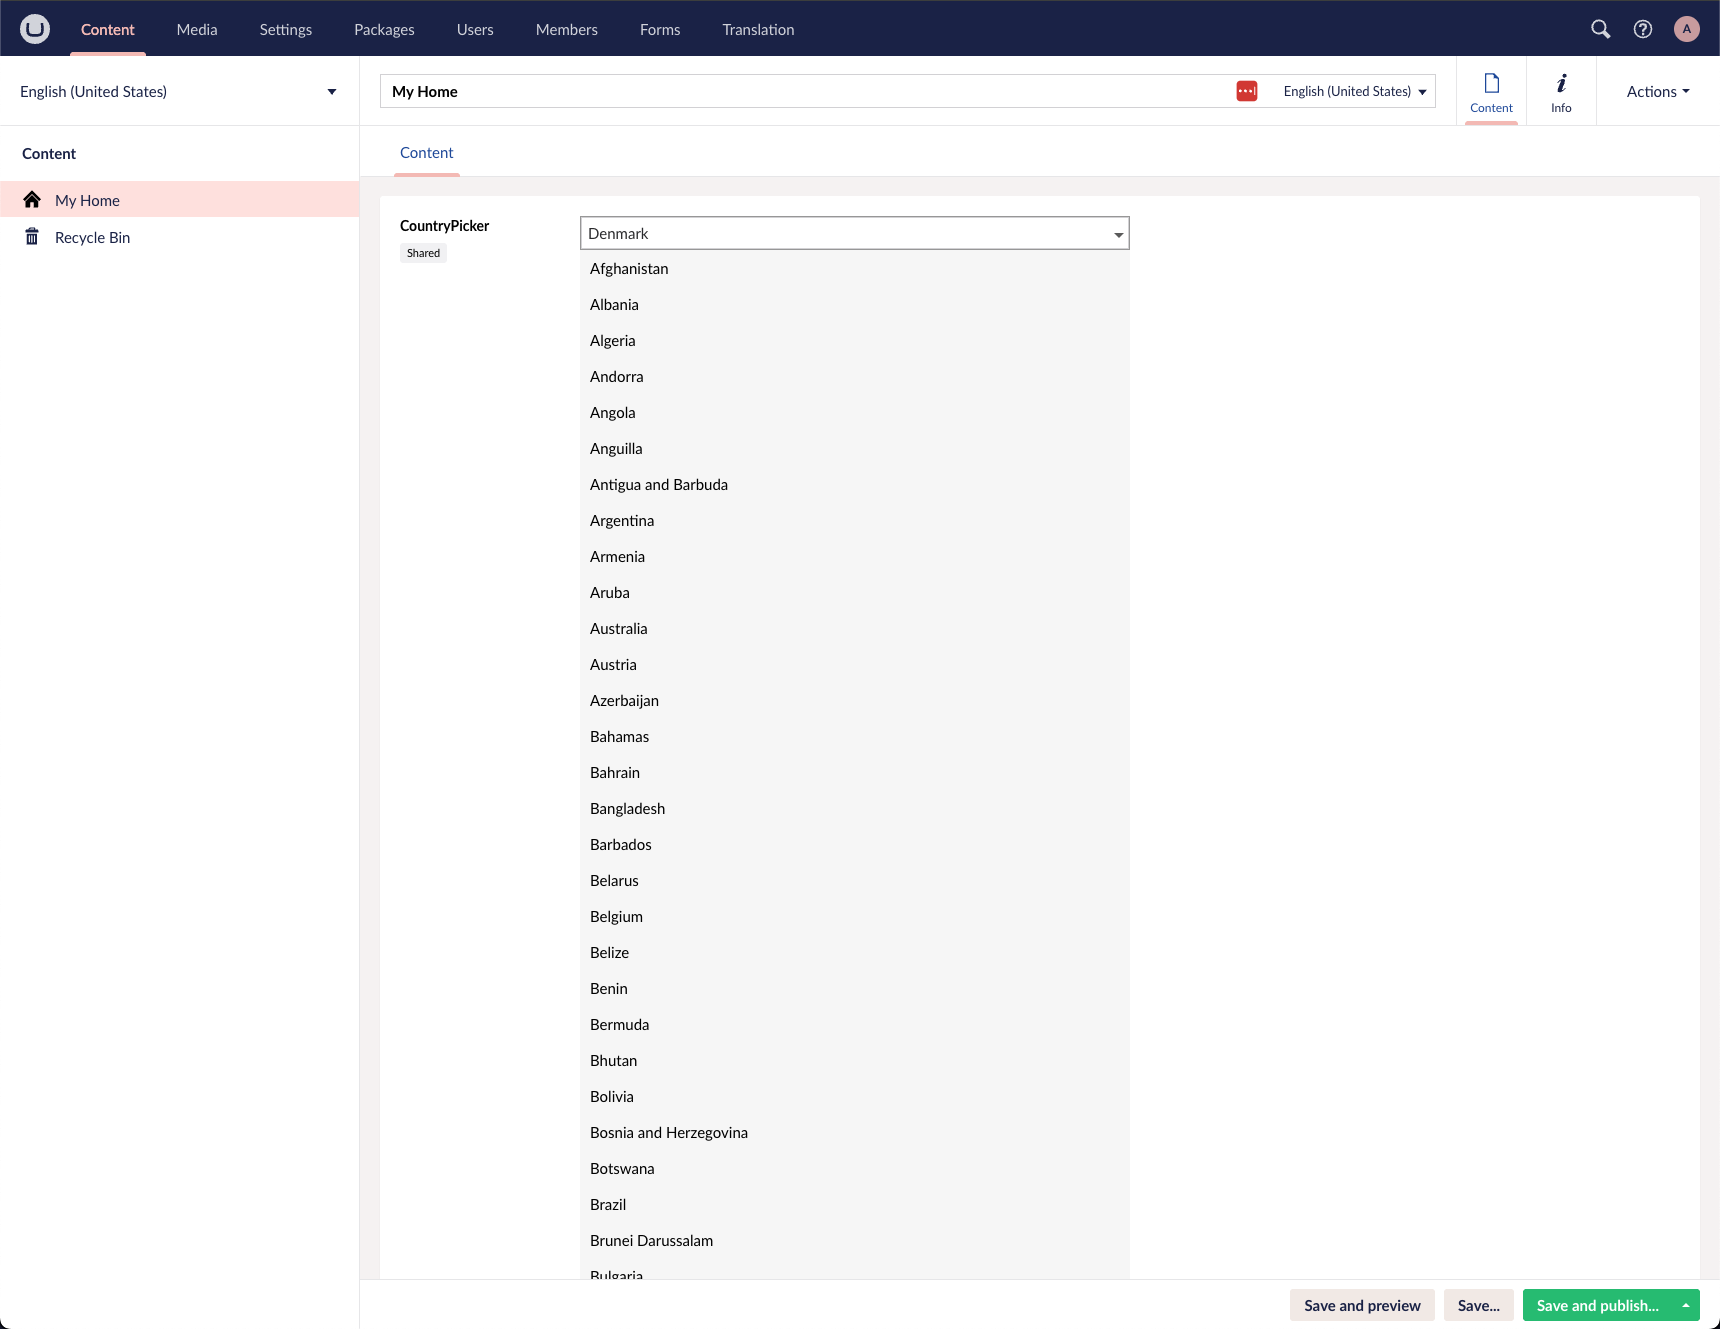 Content
Media
Settings
Packages
Users
Members
Forms
Translation
A
English (United States)
My Home
English (United States)
Content
Info
Actions
Content
My Home
Recycle Bin
Content
CountryPicker
Shared
Denmark
Afghanistan
Albania
Algeria
Andorra
Angola
Anguilla
Antigua and Barbuda
Argentina
Armenia
Aruba
Australia
Austria
Azerbaijan
Bahamas
Bahrain
Bangladesh
Barbados
Belarus
Belgium
Belize
Benin
Bermuda
Bhutan
Bolivia
Bosnia and Herzegovina
Botswana
Brazil
Brunei Darussalam
Bulgaria
Save and preview
Save...
Save and publish...